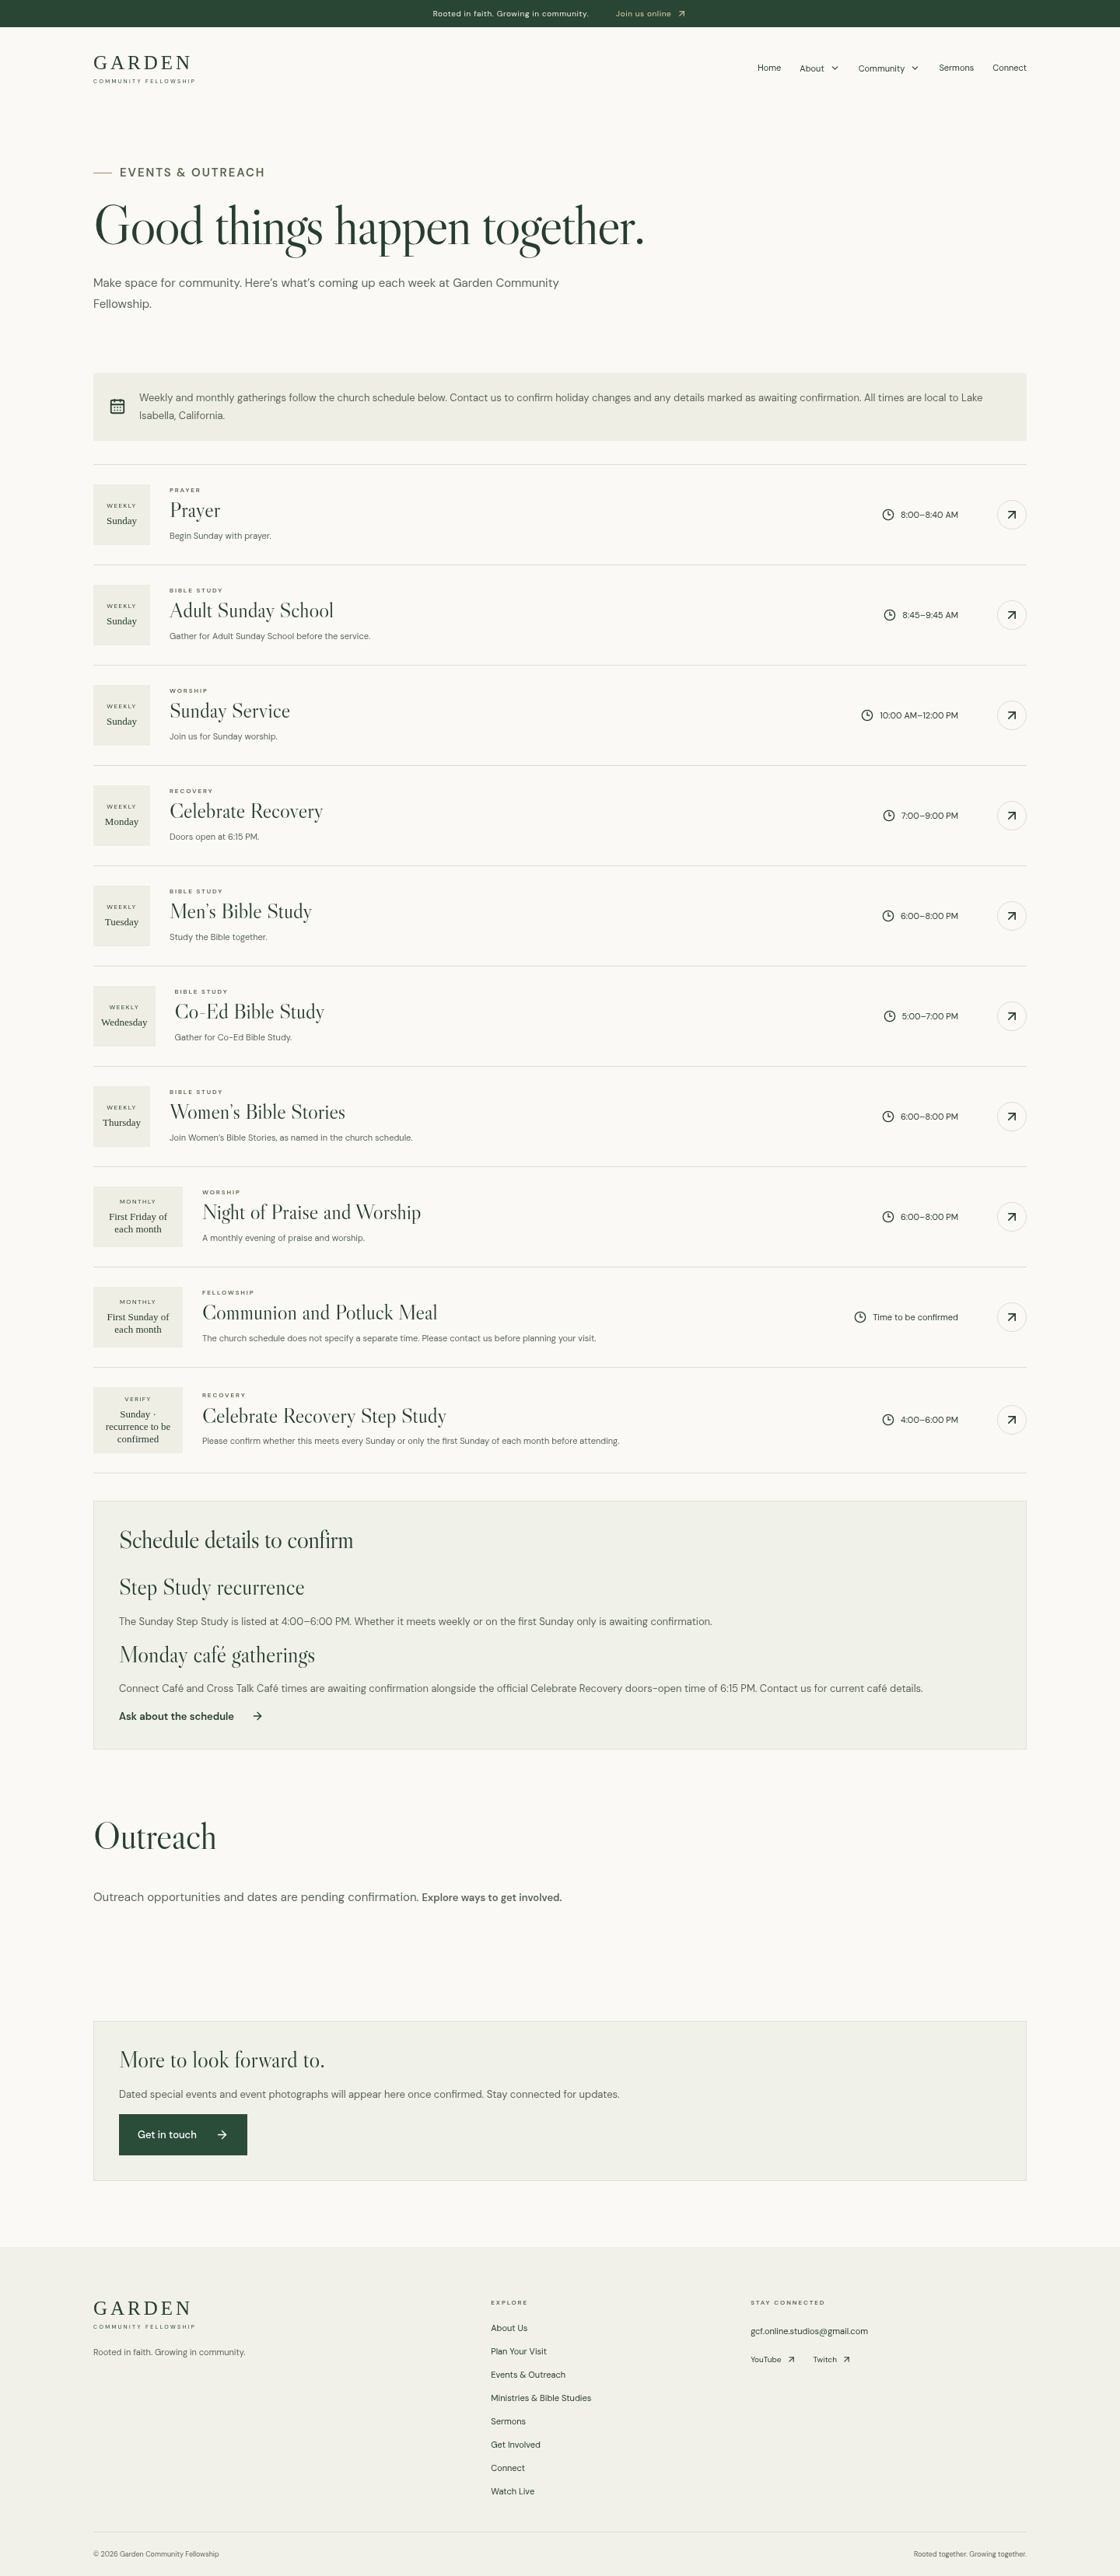 Rooted in faith. Growing in community. Join us online
GARDEN
COMMUNITY FELLOWSHIP
Home About Community Sermons Connect
EVENTS & OUTREACH
Good things happen together.
Make space for community. Here’s what’s coming up each week at Garden Community
Fellowship.
Weekly and monthly gatherings follow the church schedule below. Contact us to confirm holiday changes and any details marked as awaiting confirmation. All times are local to Lake
Isabella, California.
WEEKLY
Sunday
PRAYER
Prayer
Begin Sunday with prayer.
8:00–8:40 AM
WEEKLY
Sunday
BIBLE STUDY
Adult Sunday School
Gather for Adult Sunday School before the service.
8:45–9:45 AM
WEEKLY
Sunday
WORSHIP
Sunday Service
Join us for Sunday worship.
10:00 AM–12:00 PM
WEEKLY
Monday
RECOVERY
Celebrate Recovery
Doors open at 6:15 PM.
7:00–9:00 PM
WEEKLY
Tuesday
BIBLE STUDY
Men’s Bible Study
Study the Bible together.
6:00–8:00 PM
WEEKLY
Wednesday
BIBLE STUDY
Co-Ed Bible Study
Gather for Co-Ed Bible Study.
5:00–7:00 PM
WEEKLY
Thursday
BIBLE STUDY
Women’s Bible Stories
Join Women’s Bible Stories, as named in the church schedule.
6:00–8:00 PM
MONTHLY
First Friday of
each month
WORSHIP
Night of Praise and Worship
A monthly evening of praise and worship.
6:00–8:00 PM
MONTHLY
First Sunday of
each month
FELLOWSHIP
Communion and Potluck Meal
The church schedule does not specify a separate time. Please contact us before planning your visit.
Time to be confirmed
VERIFY
Sunday ·
recurrence to be
confirmed
RECOVERY
Celebrate Recovery Step Study
Please confirm whether this meets every Sunday or only the first Sunday of each month before attending.
4:00–6:00 PM
Schedule details to confirm
Step Study recurrence
The Sunday Step Study is listed at 4:00–6:00 PM. Whether it meets weekly or on the first Sunday only is awaiting confirmation.
Monday café gatherings
Connect Café and Cross Talk Café times are awaiting confirmation alongside the official Celebrate Recovery doors-open time of 6:15 PM. Contact us for current café details.
Ask about the schedule
Outreach
Outreach opportunities and dates are pending confirmation. Explore ways to get involved.
More to look forward to.
Dated special events and event photographs will appear here once confirmed. Stay connected for updates.
Get in touch
GARDEN
COMMUNITY FELLOWSHIP
Rooted in faith. Growing in community.
EXPLORE
About Us
Plan Your Visit
Events & Outreach
Ministries & Bible Studies
Sermons
Get Involved
Connect
Watch Live
STAY CONNECTED
gcf.online.studios@gmail.com
YouTube Twitch
© 2026 Garden Community Fellowship
Rooted together. Growing together.